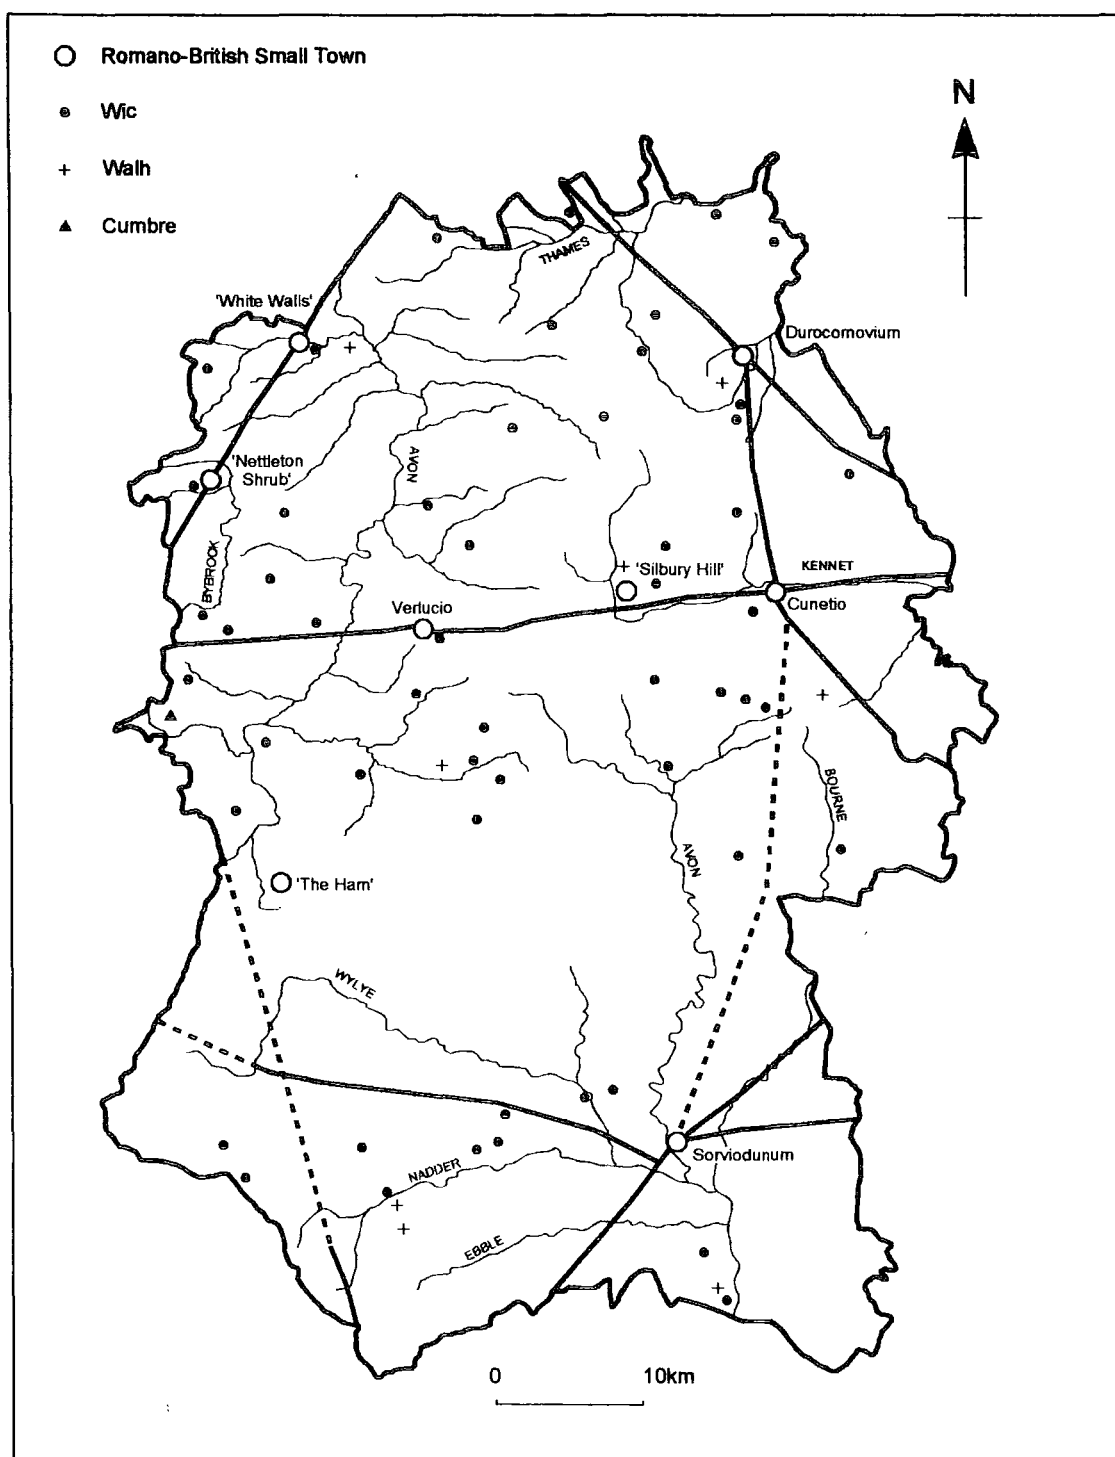 Romano-British Small Town
Wic
Walh
Cumbre
N
THAMES
'White Walls'
Durocornovium
'Nettleton
Shrub'
AVON
BYBROOK
'Silbury Hill'
KENNET
Verlucio
Cunetio
BOURNE
AVON
'The Ham'
WYLYE
Sorviodunum
NADDER
EBBLE
0 10km